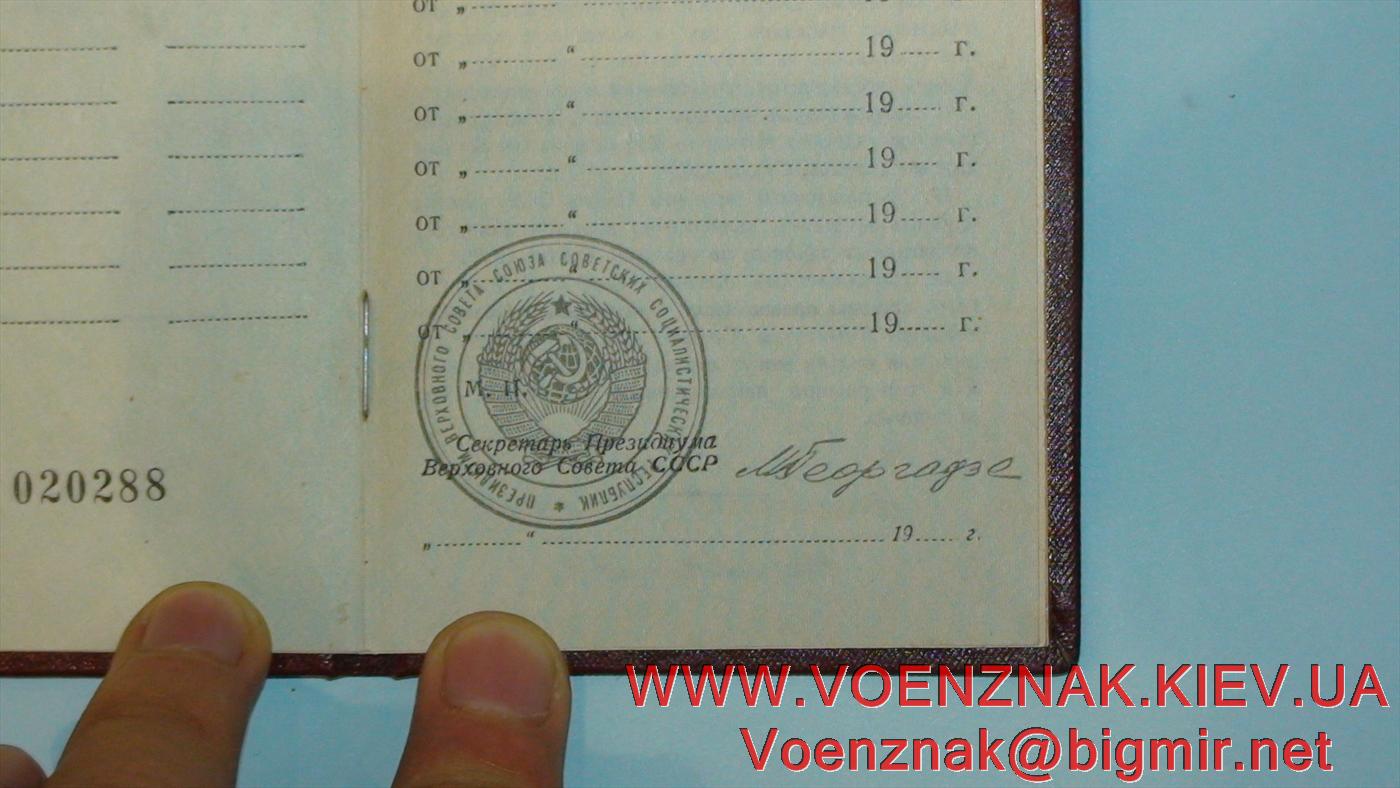 от „ “ 19 г.
от „ “ 19 г.
от „ “ 19 г.
от „ “ 19 г.
от „ “ 19 г.
от „ “ 19 г.
от „ “ 19 г.
ПРЕЗИДИУМ ВЕРХОВНОГО СОВЕТА СОЮЗА СОВЕТСКИХ СОЦИАЛИСТИЧЕСКИХ РЕСПУБЛИК
М. П.
Секретарь Президиума
Верховного Совета СССР МГеоргадзе
020288
„ “ 19 г.
WWW.VOENZNAK.KIEV.UA
Voenznak@bigmir.net